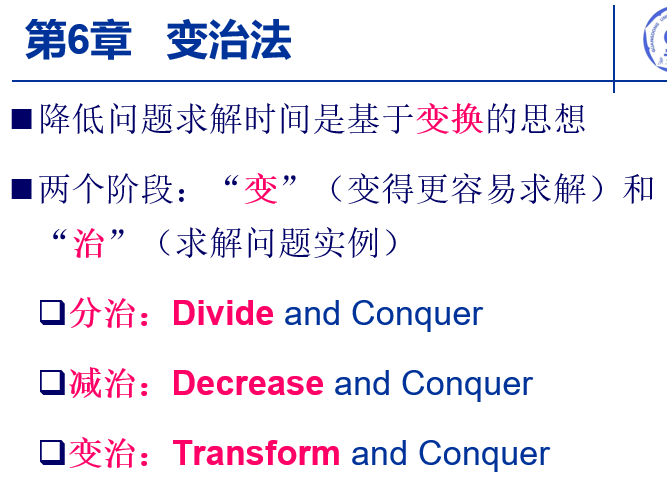 第6章 变治法
■降低问题求解时间是基于变换的思想
■两个阶段：“变”（变得更容易求解）和
“治”（求解问题实例）
❑分治：Divide and Conquer
❑减治：Decrease and Conquer
❑变治：Transform and Conquer